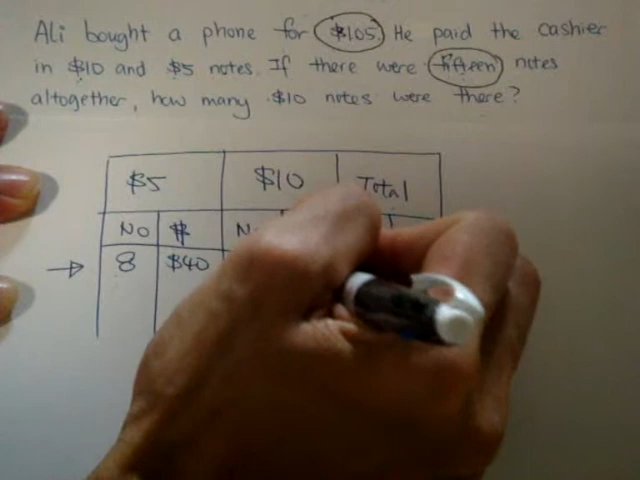 Ali bought a phone for $105. He paid the cashier
in $10 and $5 notes. If there were fifteen notes
altogether, how many $10 notes were there?
$5 $10 Total
No $
8 $40